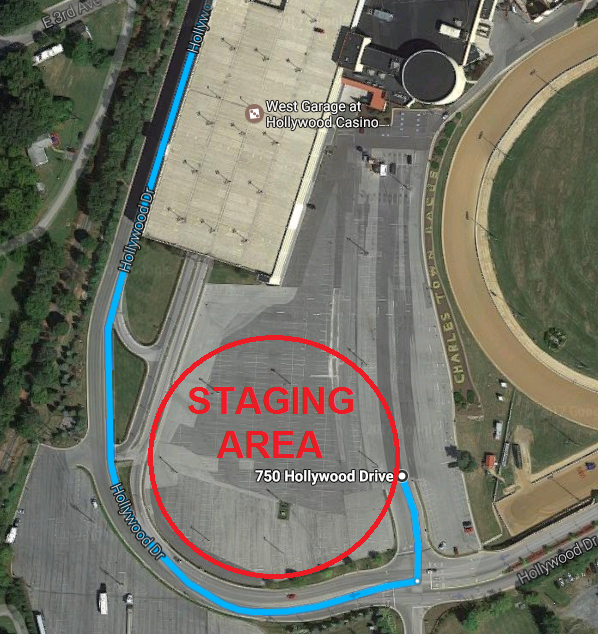 E 3rd Ave
Hollyw
West Garage at
Hollywood Casino...
Hollywood Dr
CHARLES TOWN RACES
STAGING
AREA
750 Hollywood Drive
Hollywood Dr
Hollywood Dr